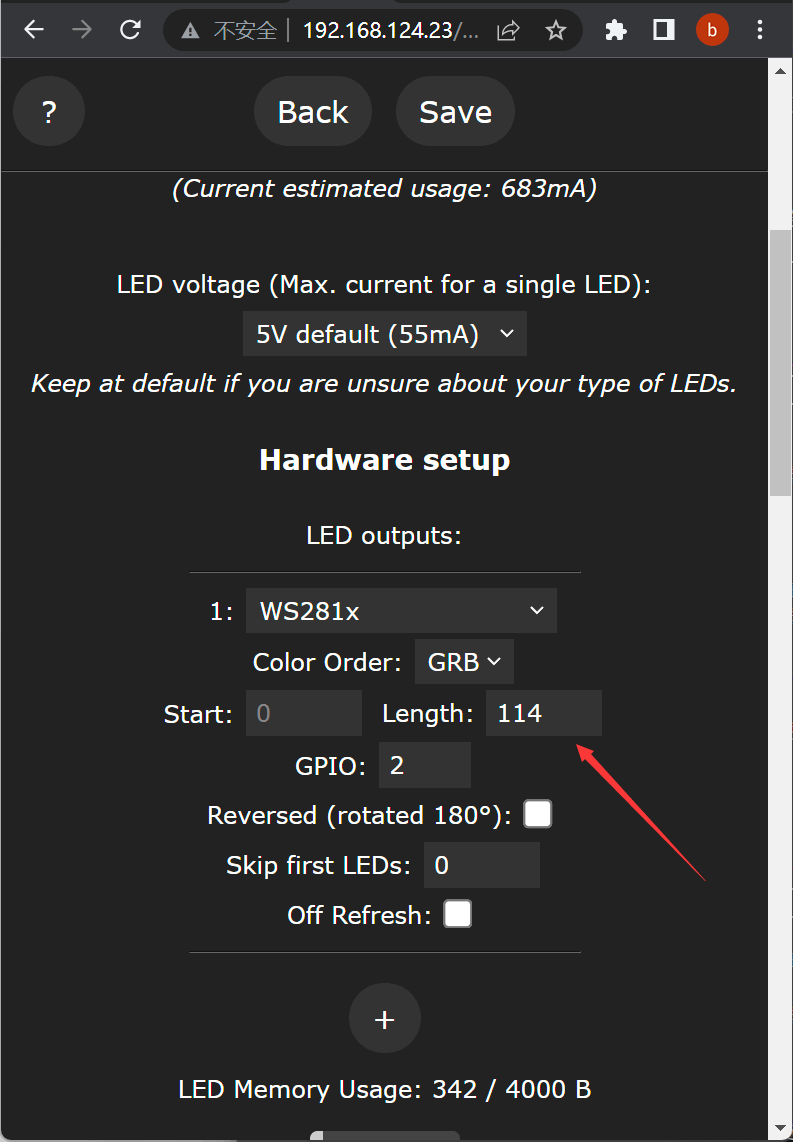 不安全 192.168.124.23/... b
? Back Save
(Current estimated usage: 683mA)
LED voltage (Max. current for a single LED):
5V default (55mA)
Keep at default if you are unsure about your type of LEDs.
Hardware setup
LED outputs:
1: WS281x
Color Order: GRB
Start: 0 Length: 114
GPIO: 2
Reversed (rotated 180°):
Skip first LEDs: 0
Off Refresh:
+
LED Memory Usage: 342 / 4000 B